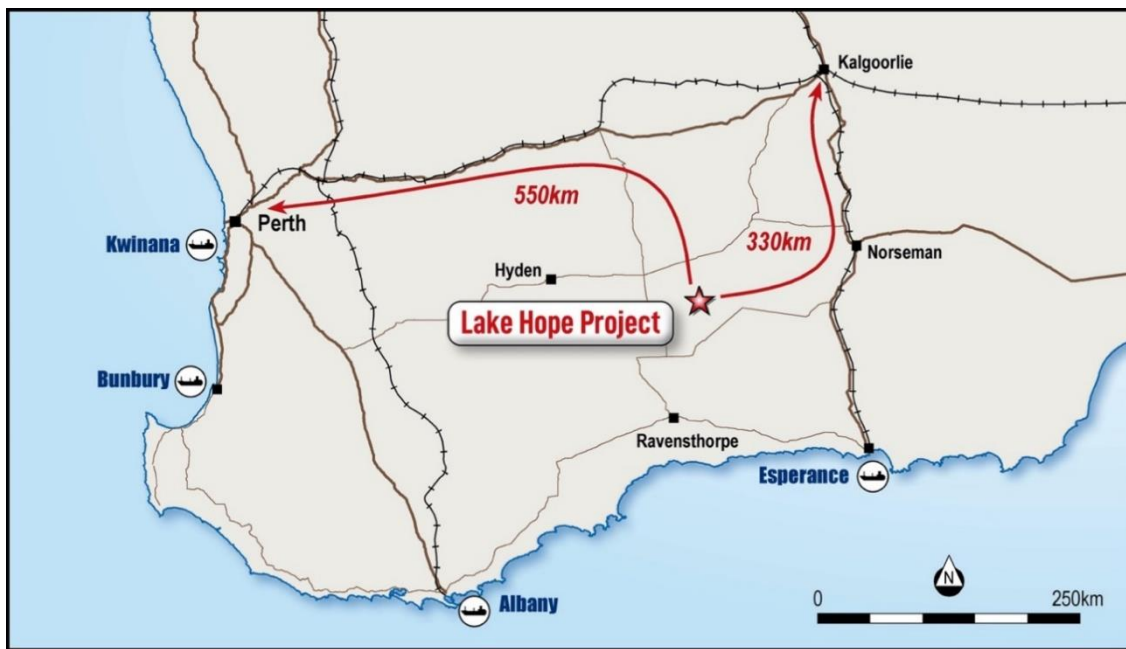 Kalgoorlie
550km
Perth
Kwinana
330km
Norseman
Hyden
Lake Hope Project
Bunbury
Ravensthorpe
Esperance
N
Albany
0 250km